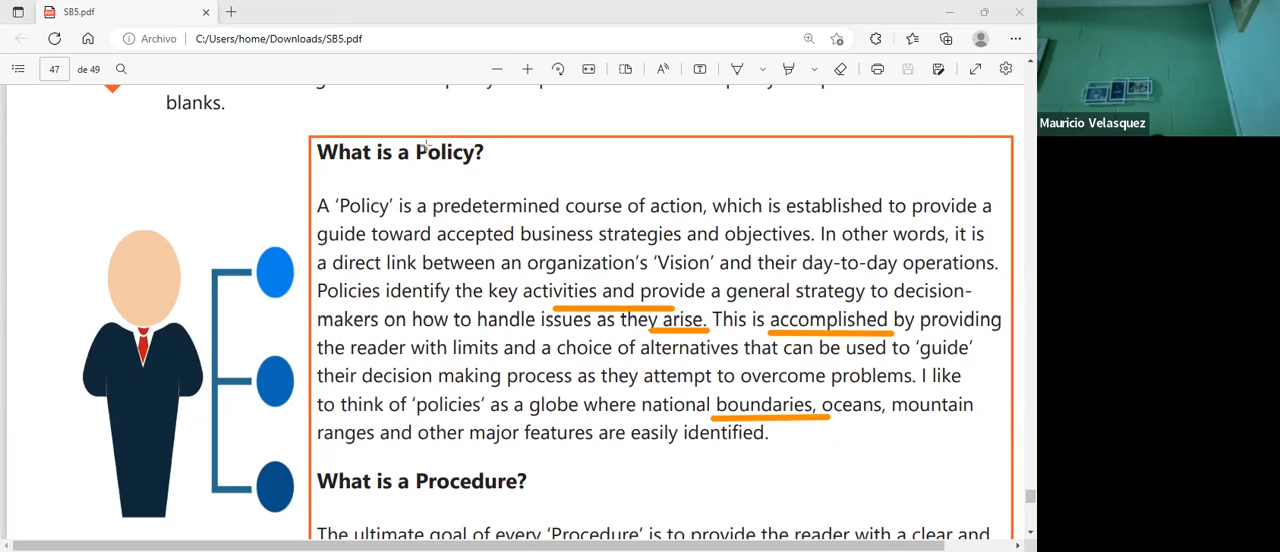 SB5.pdf
Archivo C:/Users/home/Downloads/SB5.pdf
47 de 49
blanks.
What is a Policy?
A ‘Policy’ is a predetermined course of action, which is established to provide a
guide toward accepted business strategies and objectives. In other words, it is
a direct link between an organization’s ‘Vision’ and their day-to-day operations.
Policies identify the key activities and provide a general strategy to decision-
makers on how to handle issues as they arise. This is accomplished by providing
the reader with limits and a choice of alternatives that can be used to ‘guide’
their decision making process as they attempt to overcome problems. I like
to think of ‘policies’ as a globe where national boundaries, oceans, mountain
ranges and other major features are easily identified.
What is a Procedure?
The ultimate goal of every ‘Procedure’ is to provide the reader with a clear and
Mauricio Velasquez